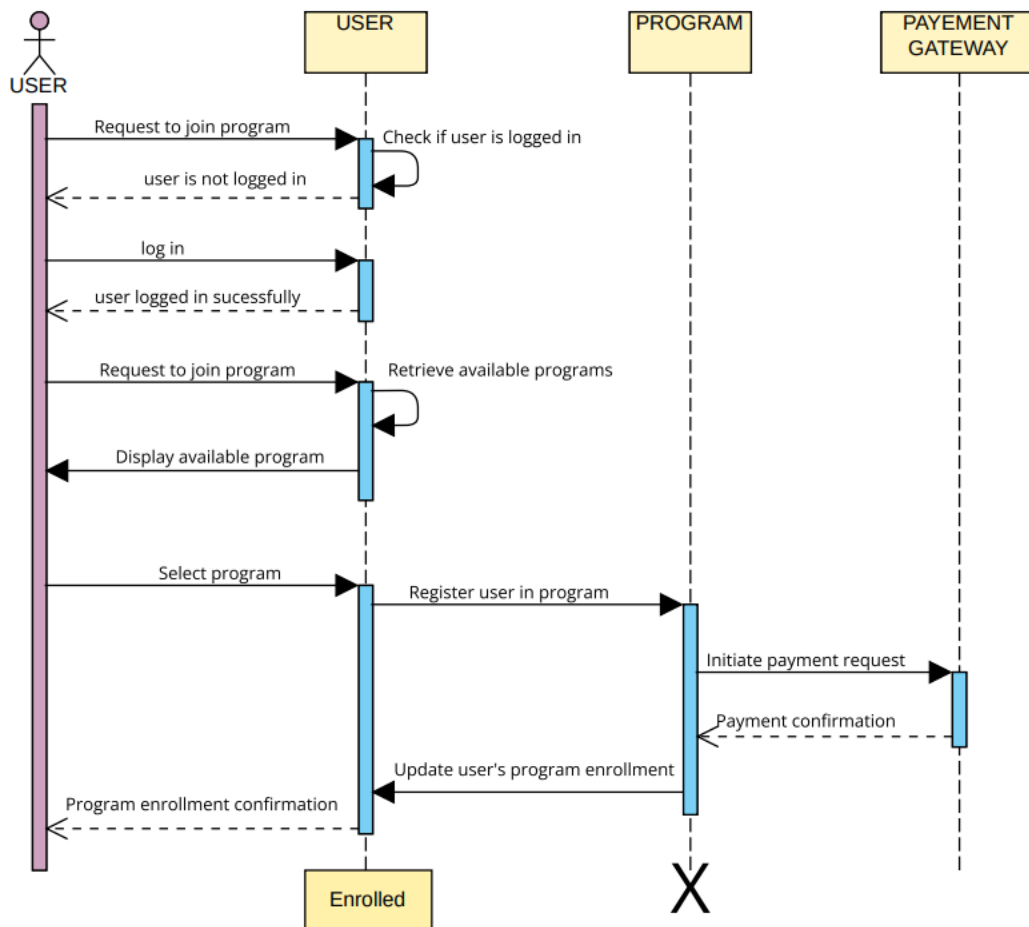 USER
PROGRAM
PAYEMENT
GATEWAY
USER
Request to join program
Check if user is logged in
user is not logged in
log in
user logged in sucessfully
Request to join program
Retrieve available programs
Display available program
Select program
Register user in program
Initiate payment request
Payment confirmation
Update user's program enrollment
Program enrollment confirmation
Enrolled
X